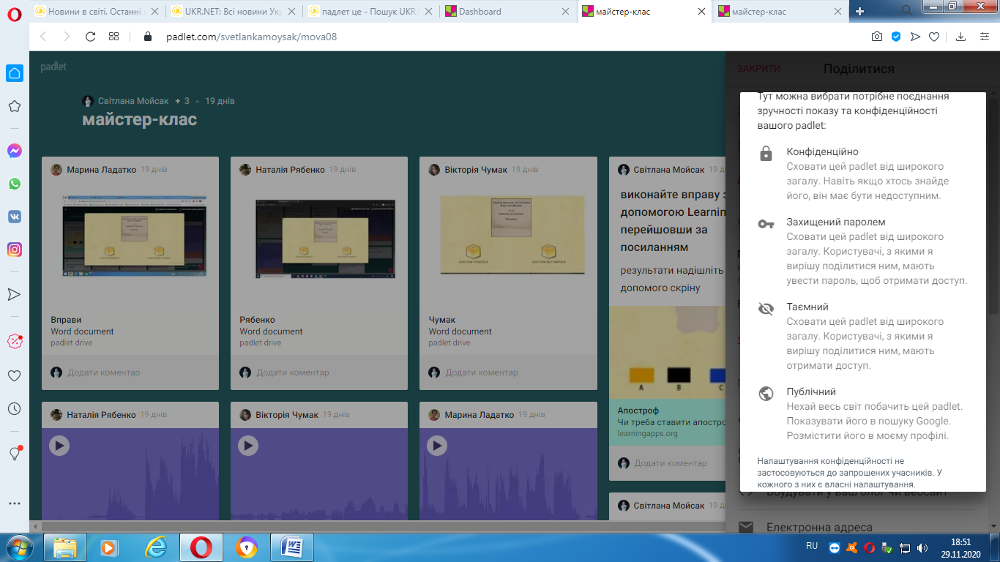 Новини в світі. Останні
UKR.NET: Всі новини Укр
падлет це - Пошук UKR.
Dashboard
майстер-клас
майстер-клас
padlet.com/svetlankamoysak/mova08
padlet
Світлана Мойсак + 3 • 19 днів
майстер-клас
Марина Ладатко 19 днів
Вправи
Word document
padlet drive
Додати коментар
Наталія Рябенко 19 днів
Рябенко
Word document
padlet drive
Додати коментар
Вікторія Чумак 19 днів
Чумак
Word document
padlet drive
Додати коментар
Світлана Мойсак 19 д
виконайте вправу з
допомогою Learnin
перейшовши за
посиланням
результати надішліть
допомого скріну
A B C
Апостроф
Чи треба ставити апостро
learningapps.org
Додати коментар
Наталія Рябенко 19 днів
Вікторія Чумак 19 днів
Марина Ладатко 19 днів
Світлана Мойсак 19 д
ЗАКРИТИ
Поділитися
Тут можна вибрати потрібне поєднання
зручності показу та конфіденційності
вашого padlet:
Конфіденційно
Сховати цей padlet від широкого
загалу. Навіть якщо хтось знайде
його, він має бути недоступним.
Захищений паролем
Сховати цей padlet від широкого
загалу. Користувачі, з якими я
вирішу поділитися ним, мають
увести пароль, щоб отримати доступ.
Таємний
Сховати цей padlet від широкого
загалу. Користувачі, з якими я
вирішу поділитися ним, мають
отримати доступ.
Публічний
Нехай весь світ побачить цей padlet.
Показувати його в пошуку Google.
Розмістити його в моєму профілі.
Налаштування конфіденційності не
застосовуються до запрошених учасників. У
кожного з них є власні налаштування.
Вбудувати у ваш блог чи вебсайт
Електронна адреса
RU
18:51
29.11.2020